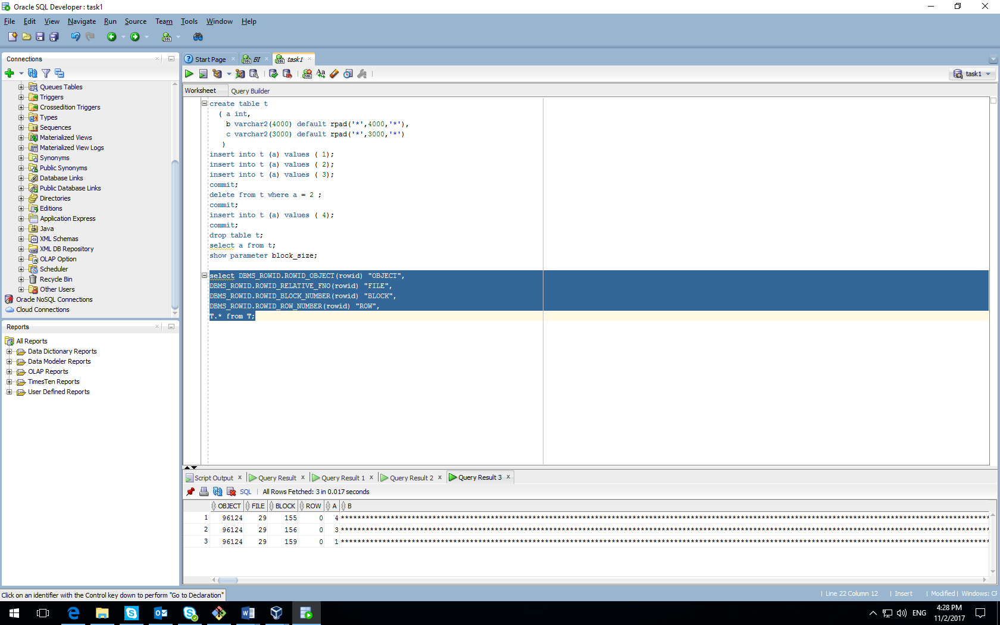 Oracle SQL Developer : task1
File Edit View Navigate Run Source Team Tools Window Help
Connections
Queues Tables
Triggers
Crossedition Triggers
Types
Sequences
Materialized Views
Materialized View Logs
Synonyms
Public Synonyms
Database Links
Public Database Links
Directories
Editions
Application Express
Java
XML Schemas
XML DB Repository
OLAP Option
Scheduler
Recycle Bin
Other Users
Oracle NoSQL Connections
Cloud Connections
Reports
All Reports
Data Dictionary Reports
Data Modeler Reports
OLAP Reports
TimesTen Reports
User Defined Reports
Start Page BI task1
task1
Worksheet Query Builder
create table t
( a int,
b varchar2(4000) default rpad('*',4000,'*'),
c varchar2(3000) default rpad('*',3000,'*')
)
insert into t (a) values ( 1);
insert into t (a) values ( 2);
insert into t (a) values ( 3);
commit;
delete from t where a = 2 ;
commit;
insert into t (a) values ( 4);
commit;
drop table t;
select a from t;
show parameter block_size;
select DBMS_ROWID.ROWID_OBJECT(rowid) "OBJECT",
DBMS_ROWID.ROWID_RELATIVE_FNO(rowid) "FILE",
DBMS_ROWID.ROWID_BLOCK_NUMBER(rowid) "BLOCK",
DBMS_ROWID.ROWID_ROW_NUMBER(rowid) "ROW",
T.* from T;
Script Output Query Result Query Result 1 Query Result 2 Query Result 3
SQL All Rows Fetched: 3 in 0.017 seconds
OBJECT FILE BLOCK ROW A B
1 96124 29 155 0 4
2 96124 29 156 0 3
3 96124 29 159 0 1
Click on an identifier with the Control key down to perform "Go to Declaration"
Line 22 Column 12 Insert Modified Windows: CR
ENG
4:28 PM
11/2/2017